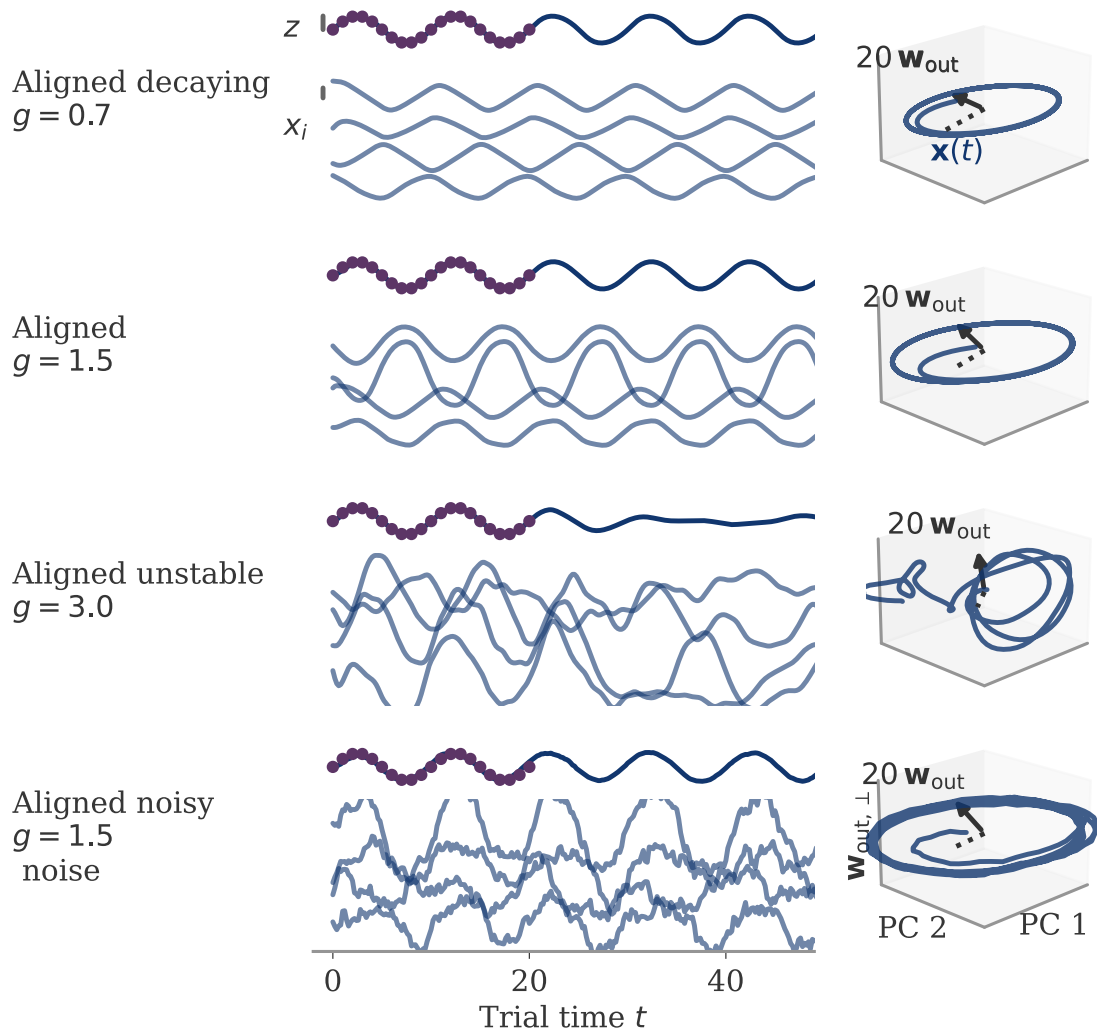 z
20 w_out
Aligned decaying
g = 0.7
x_i
x(t)
20 w_out
Aligned
g = 1.5
20 w_out
Aligned unstable
g = 3.0
20 w_out
Aligned noisy
g = 1.5
noise
w_out, ⊥
PC 2
PC 1
0
20
40
Trial time t